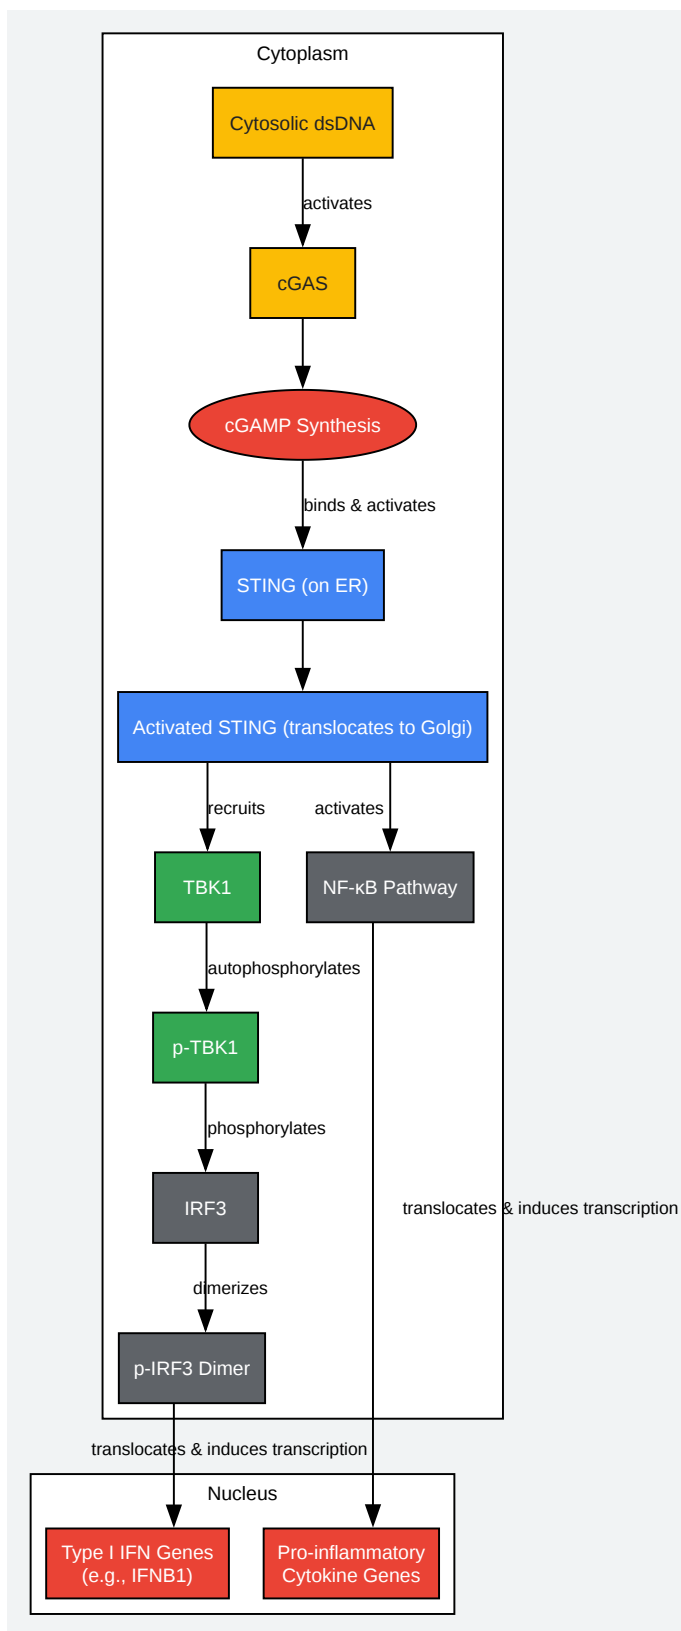 Cytoplasm
Cytosolic dsDNA
activates
cGAS
cGAMP Synthesis
binds & activates
STING (on ER)
Activated STING (translocates to Golgi)
recruits
activates
TBK1
NF-κB Pathway
autophosphorylates
p-TBK1
phosphorylates
IRF3
translocates & induces transcription
dimerizes
p-IRF3 Dimer
translocates & induces transcription
Nucleus
Type I IFN Genes
(e.g., IFNB1)
Pro-inflammatory
Cytokine Genes